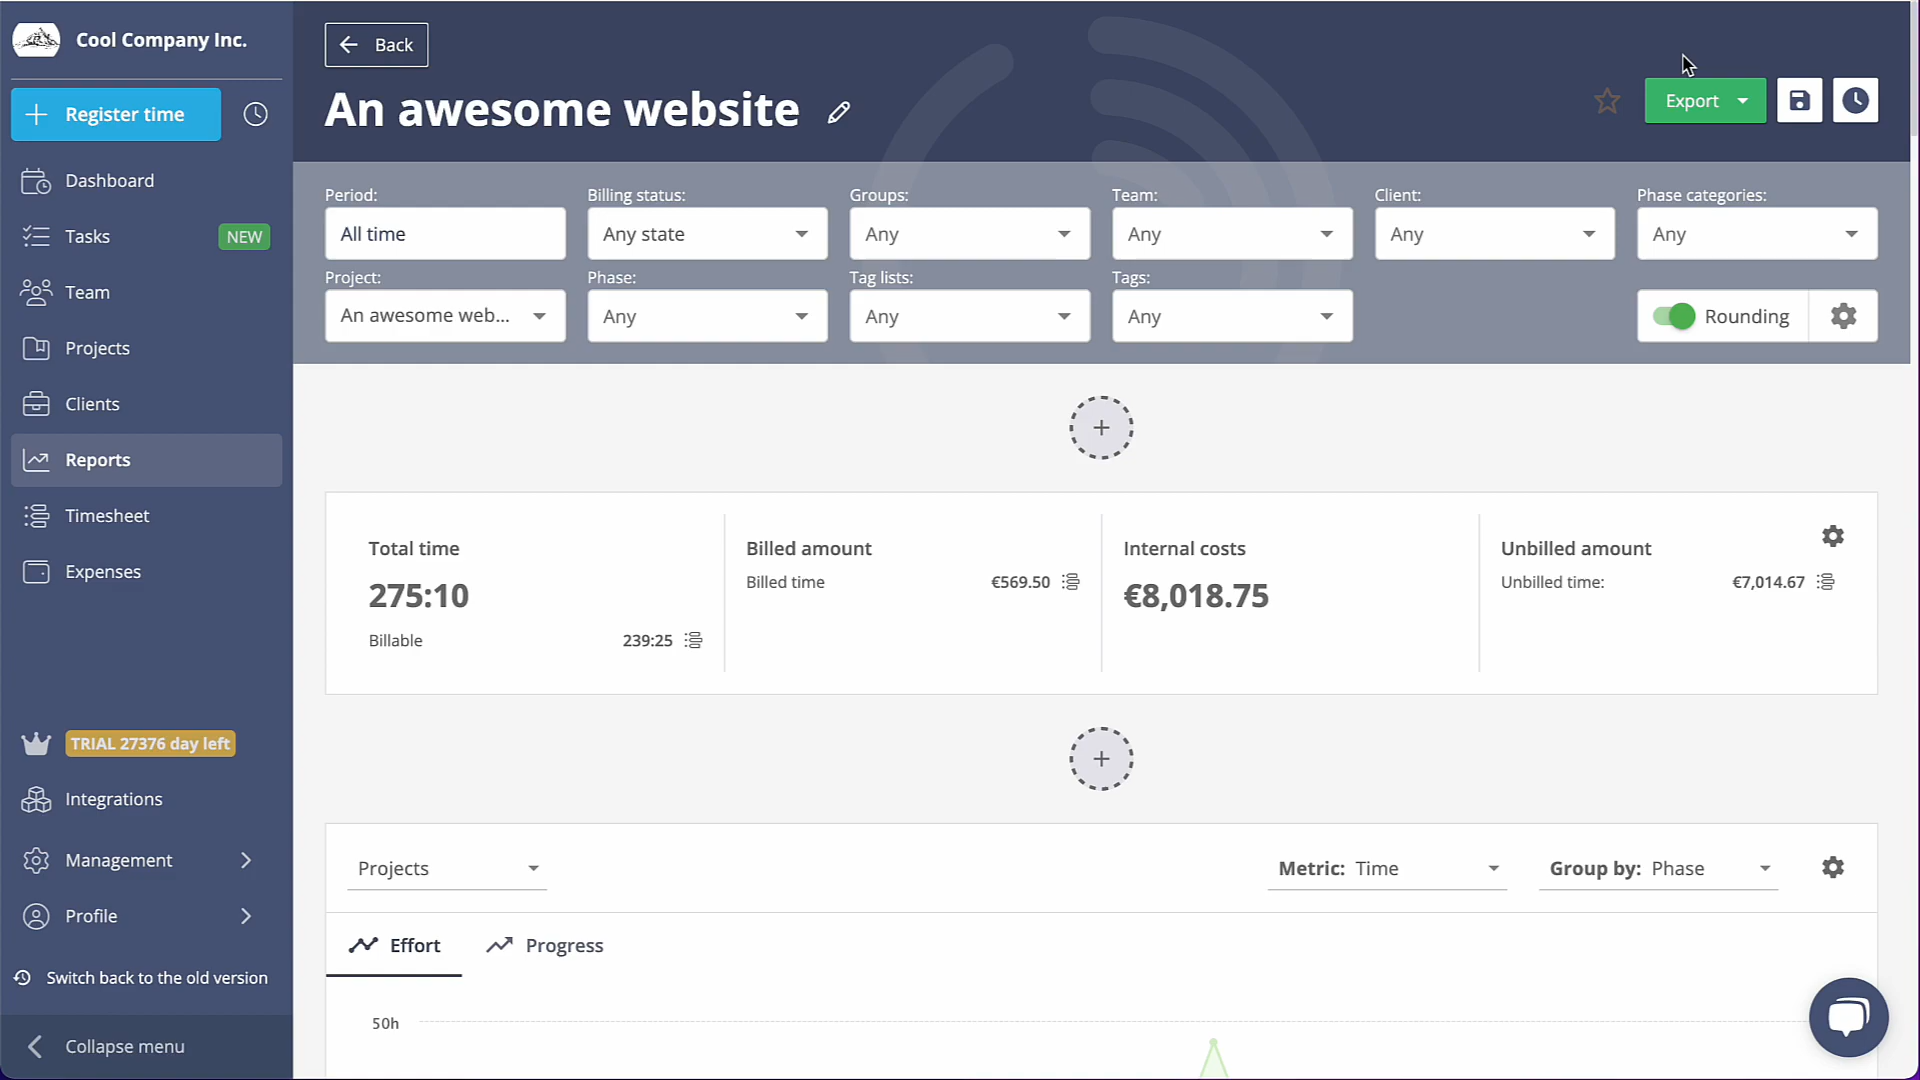 Cool Company Inc.
Register time
Dashboard
Tasks NEW
Team
Projects
Clients
Reports
Timesheet
Expenses
TRIAL 27376 day left
Integrations
Management
Profile
Switch back to the old version
Collapse menu
Back
An awesome website
Export
Period: Billing status: Groups: Team: Client: Phase categories:
All time Any state Any Any Any Any
Project: Phase: Tag lists: Tags:
An awesome web... Any Any Any Rounding
Total time Billed amount Internal costs Unbilled amount
Billed time €569.50 Unbilled time: €7,014.67
275:10 €8,018.75
Billable 239:25
Projects Metric: Time Group by: Phase
Effort Progress
50h